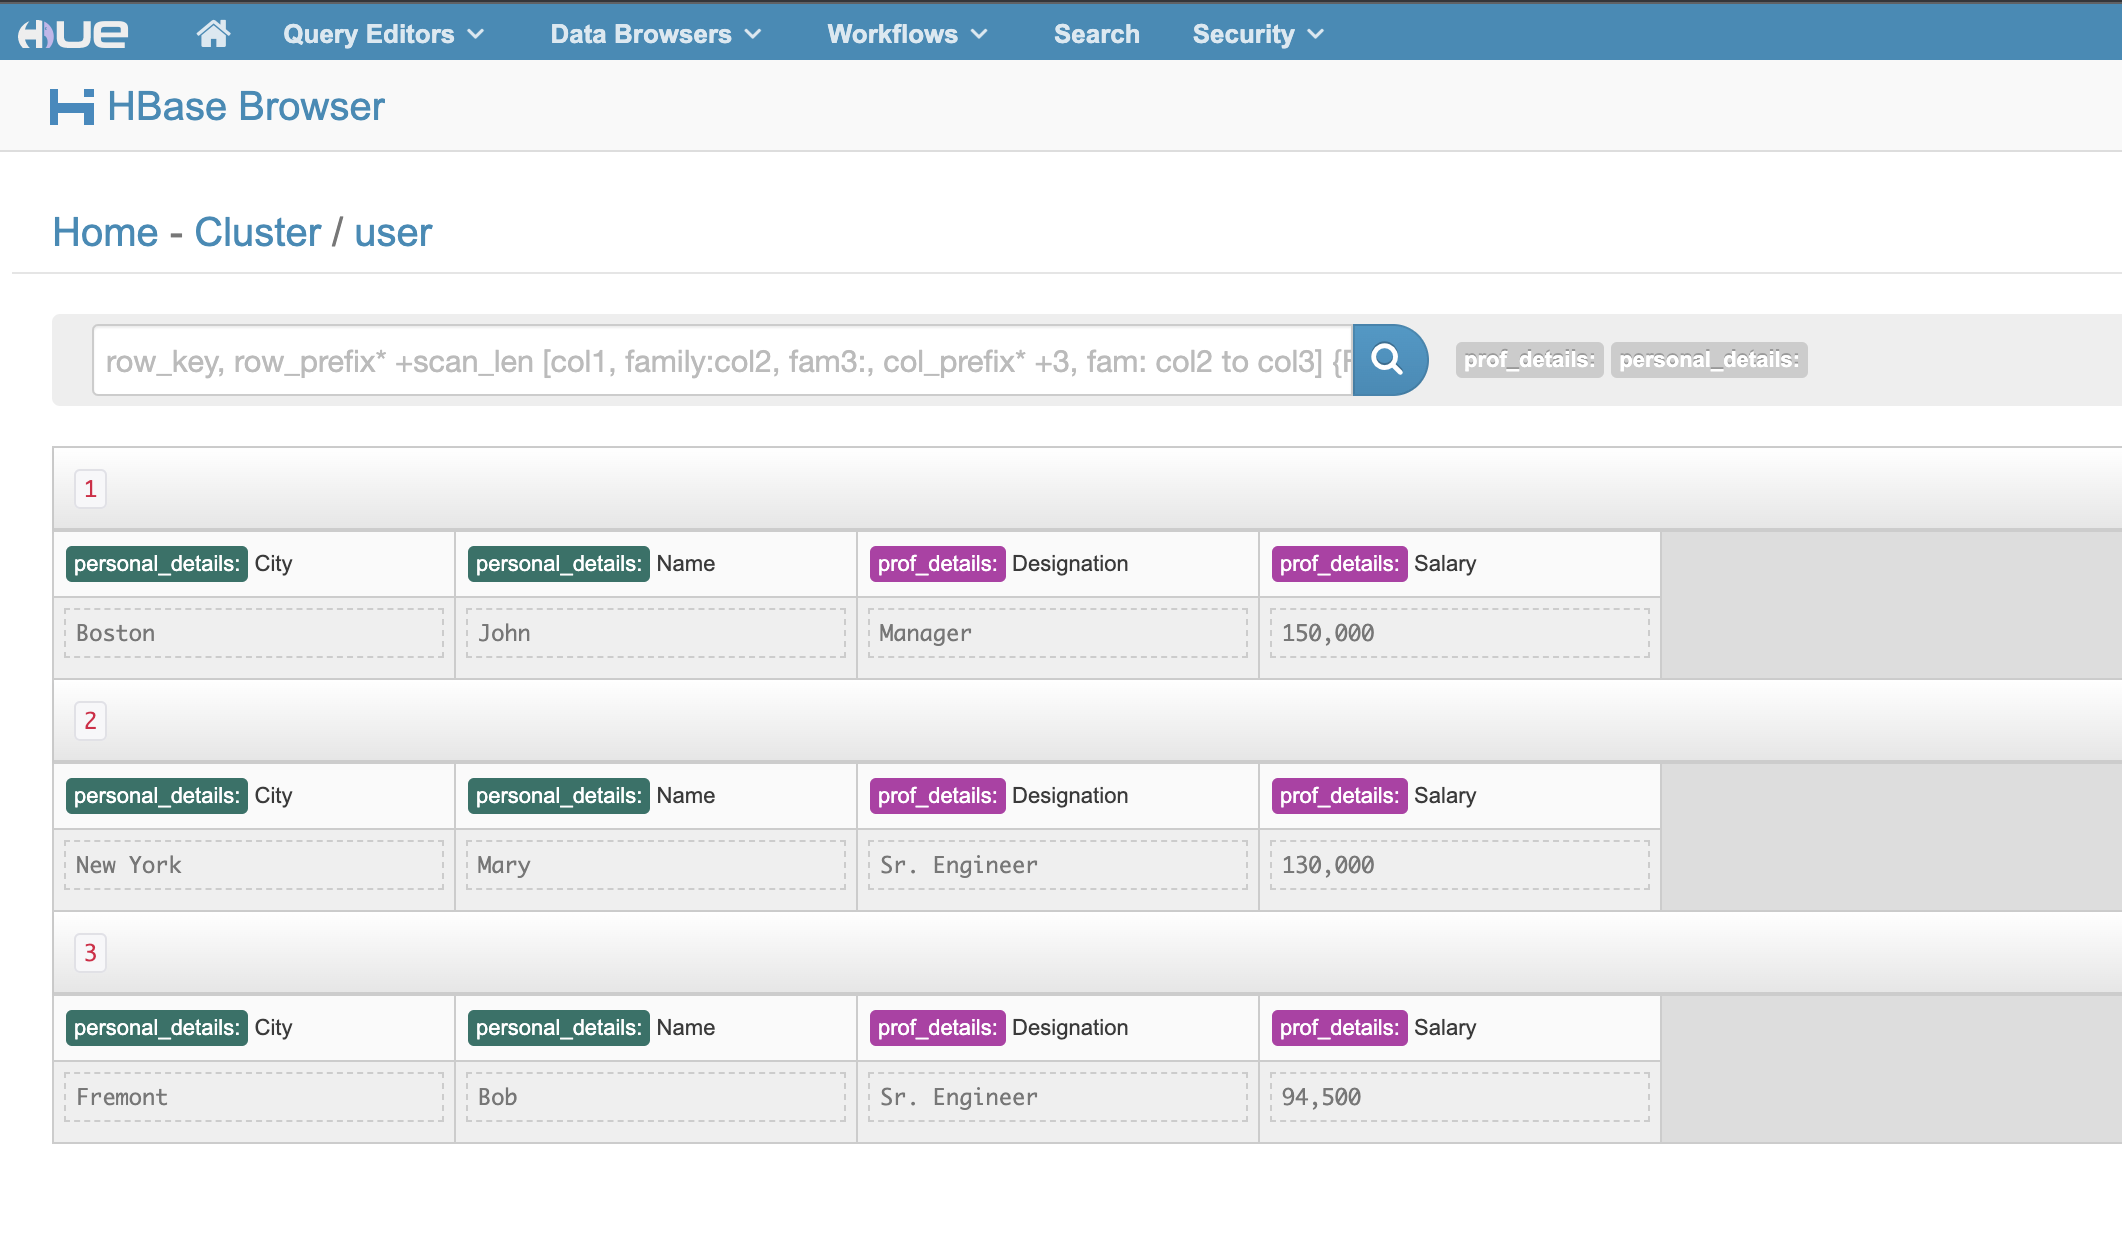 HUE Query Editors Data Browsers Workflows Search Security
HBase Browser
Home - Cluster / user
row_key, row_prefix* +scan_len [col1, family:col2, fam3:, col_prefix* +3, fam: col2 to col3] {F prof_details: personal_details:
1
personal_details: City personal_details: Name prof_details: Designation prof_details: Salary
Boston John Manager 150,000
2
personal_details: City personal_details: Name prof_details: Designation prof_details: Salary
New York Mary Sr. Engineer 130,000
3
personal_details: City personal_details: Name prof_details: Designation prof_details: Salary
Fremont Bob Sr. Engineer 94,500